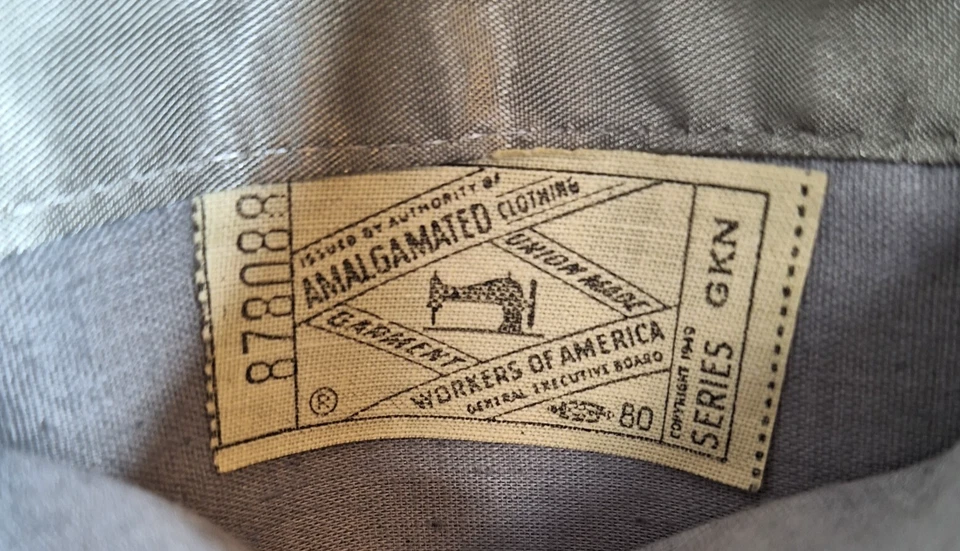 878088
ISSUED BY AUTHORITY OF
AMALGAMATED CLOTHING
UNION MADE
GARMENT
WORKERS OF AMERICA
GENERAL EXECUTIVE BOARD
®
80
COPYRIGHT 1949
SERIES GKN